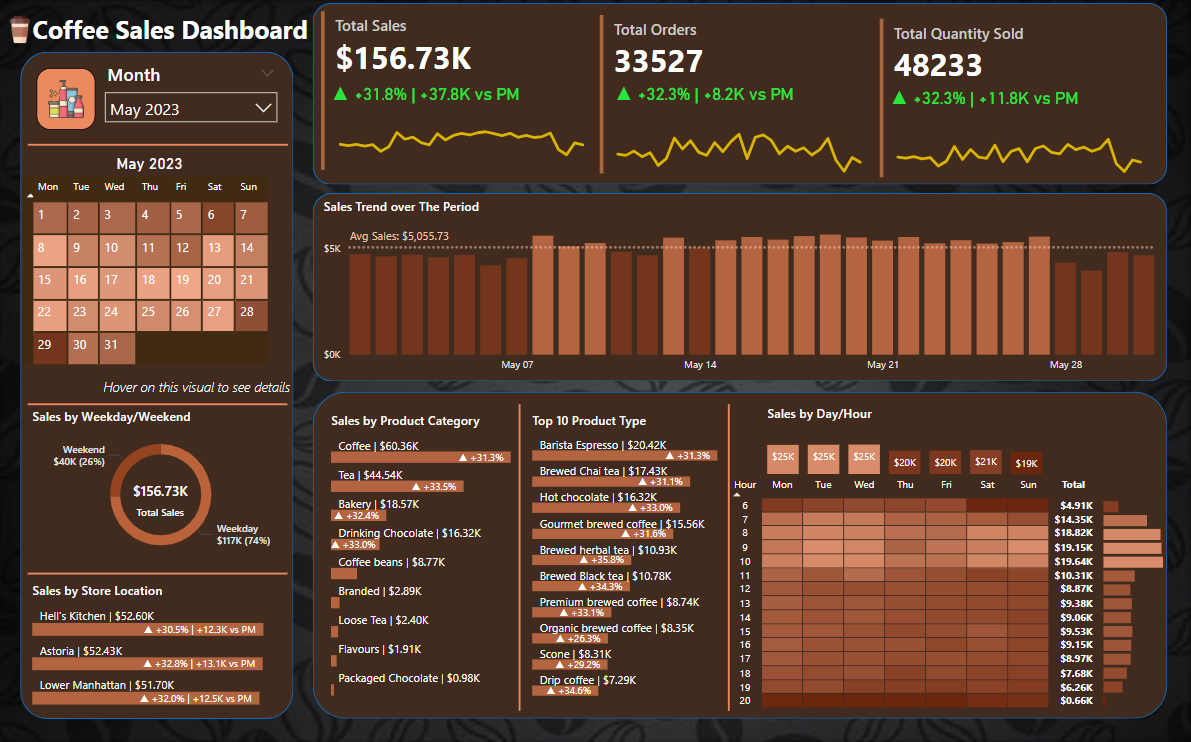 Coffee Sales Dashboard
Month
May 2023
May 2023
Mon Tue Wed Thu Fri Sat Sun
1 2 3 4 5 6 7
8 9 10 11 12 13 14
15 16 17 18 19 20 21
22 23 24 25 26 27 28
29 30 31
Hover on this visual to see details
Sales by Weekday/Weekend
Weekend
$40K (26%)
$156.73K
Total Sales
Weekday
$117K (74%)
Sales by Store Location
Hell's Kitchen | $52.60K
▲ +30.5% | +12.3K vs PM
Astoria | $52.43K
▲ +32.8% | +13.1K vs PM
Lower Manhattan | $51.70K
▲ +32.0% | +12.5K vs PM
Total Sales
$156.73K
▲ +31.8% | +37.8K vs PM
Total Orders
33527
▲ +32.3% | +8.2K vs PM
Total Quantity Sold
48233
▲ +32.3% | +11.8K vs PM
Sales Trend over The Period
Avg Sales: $5,055.73
$5K
$0K
May 07 May 14 May 21 May 28
Sales by Product Category
Coffee | $60.36K
▲ +31.3%
Tea | $44.54K
▲ +33.5%
Bakery | $18.57K
▲ +32.4%
Drinking Chocolate | $16.32K
▲ +33.0%
Coffee beans | $8.77K
Branded | $2.89K
Loose Tea | $2.40K
Flavours | $1.91K
Packaged Chocolate | $0.98K
Top 10 Product Type
Barista Espresso | $20.42K
▲ +31.3%
Brewed Chai tea | $17.43K
▲ +31.1%
Hot chocolate | $16.32K
▲ +33.0%
Gourmet brewed coffee | $15.56K
▲ +31.6%
Brewed herbal tea | $10.93K
▲ +35.8%
Brewed Black tea | $10.78K
▲ +34.3%
Premium brewed coffee | $8.74K
▲ +33.1%
Organic brewed coffee | $8.35K
▲ +26.3%
Scone | $8.31K
▲ +29.2%
Drip coffee | $7.29K
▲ +34.6%
Sales by Day/Hour
$25K $25K $25K $20K $20K $21K $19K
Hour Mon Tue Wed Thu Fri Sat Sun Total
6 $4.91K
7 $14.35K
8 $18.82K
9 $19.15K
10 $19.64K
11 $10.31K
12 $8.87K
13 $9.38K
14 $9.06K
15 $9.53K
16 $9.15K
17 $8.97K
18 $7.68K
19 $6.26K
20 $0.66K